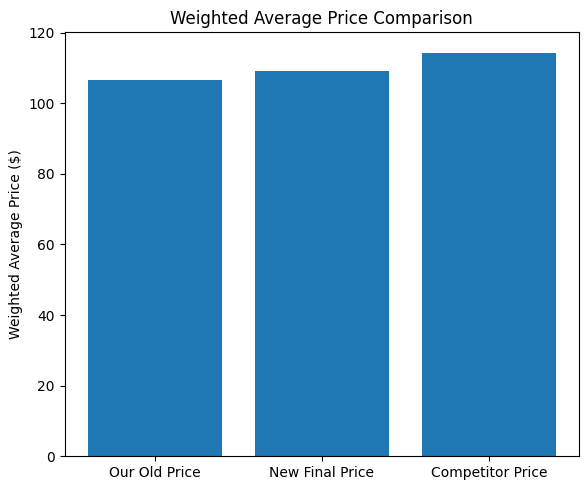 Weighted Average Price Comparison
Weighted Average Price ($)
120
100
80
60
40
20
0
Our Old Price
New Final Price
Competitor Price